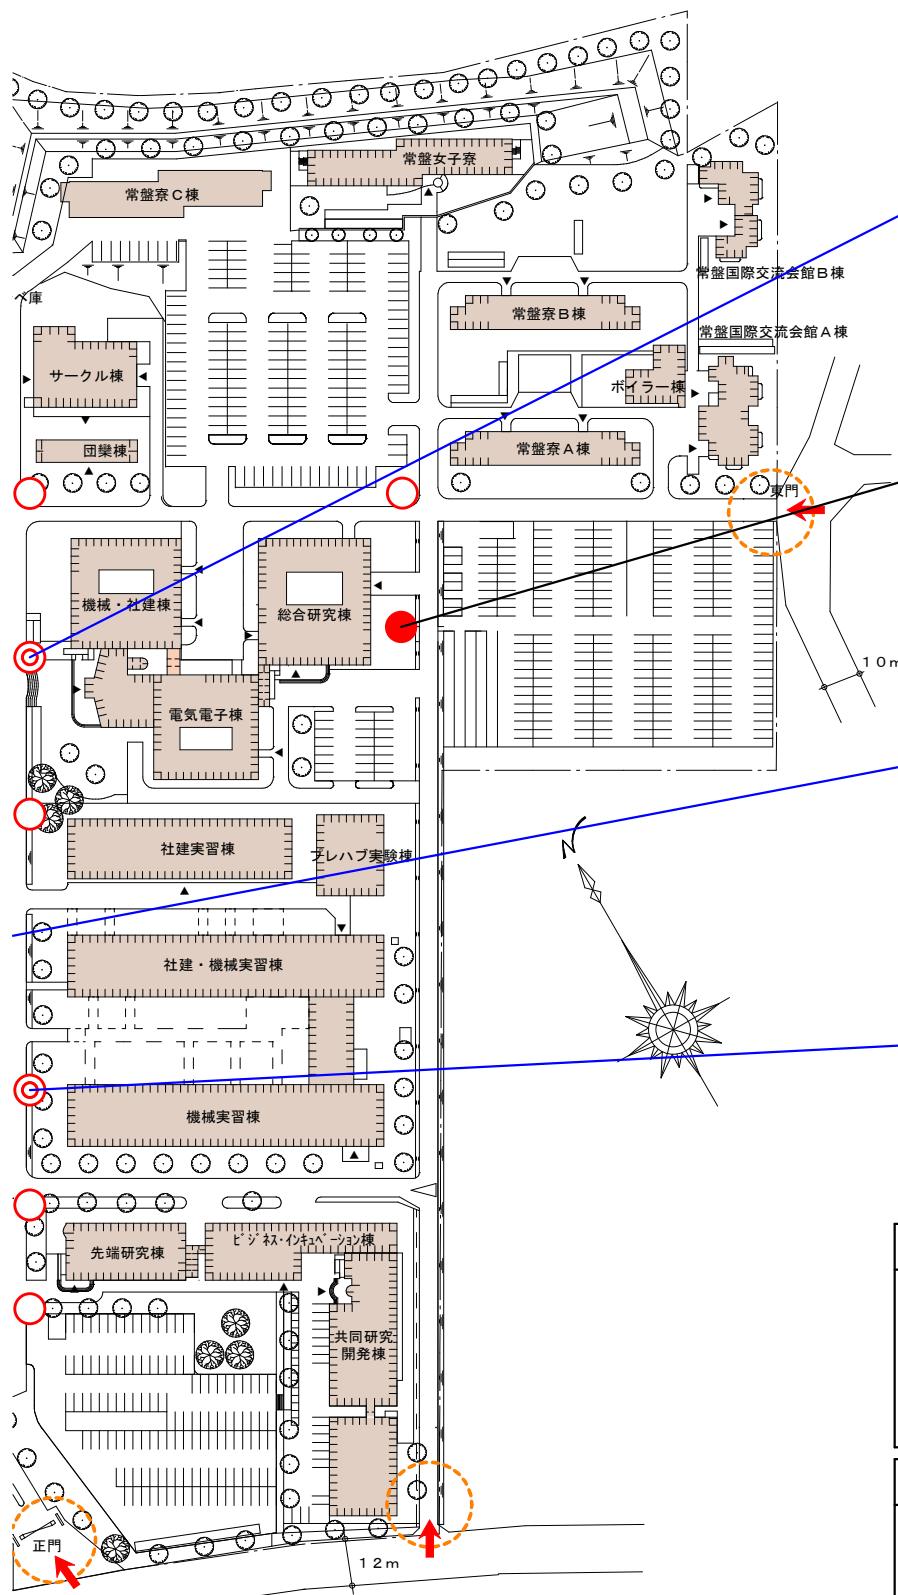 常盤女子寮
常盤寮C棟
常盤国際交流会館B棟
常盤寮B棟
常盤国際交流会館A棟
サークル棟
ボイラー棟
団欒棟
常盤寮A棟
東門
機械・社建棟
総合研究棟
10m
電気電子棟
社建実習棟
プレハブ実験棟
N
社建・機械実習棟
機械実習棟
ビジネス・インキュベーション棟
先端研究棟
共同研究
開発棟
正門
12m